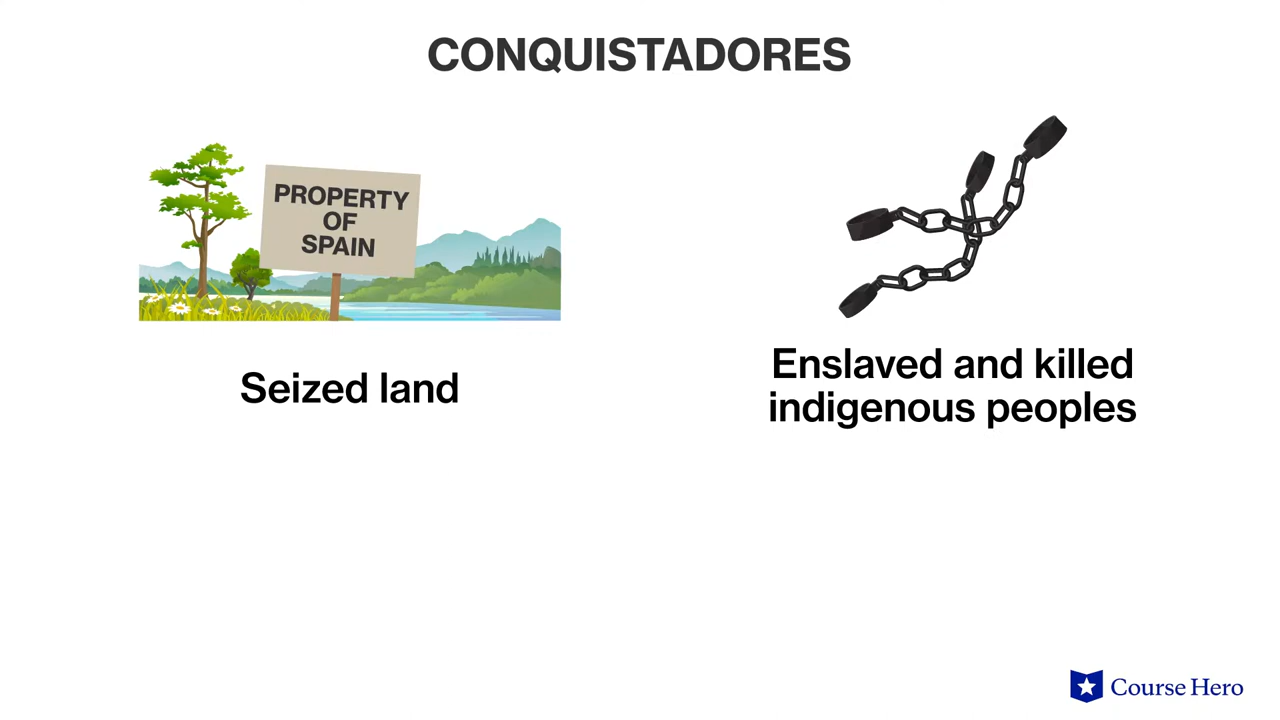 CONQUISTADORES
PROPERTY
OF
SPAIN
Seized land
Enslaved and killed
indigenous peoples
Course Hero